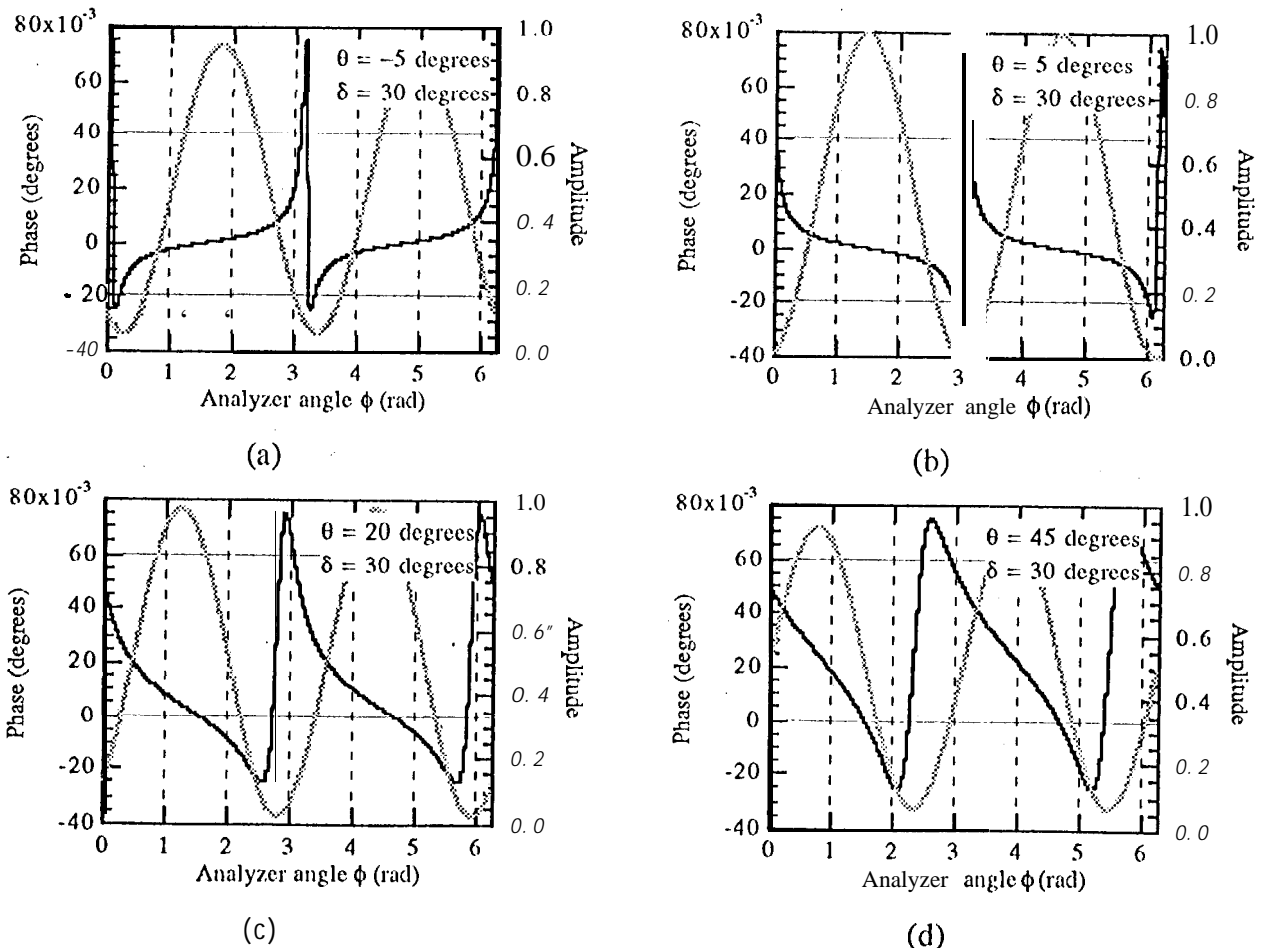 80x10-3
60
40
20
0
20
-40
Phase (degrees)
θ = -5 degrees
δ = 30 degrees
1.0
0.8
0.6
0.4
0.2
0.0
Amplitude
0 1 2 3 4 5 6
Analyzer angle ϕ (rad)
(a)
80x10-3
60
40
20
0
-20
-40
Phase (degrees)
θ = 5 degrees
δ = 30 degrees
1.0
0.8
0.6
0.4
0.2
0.0
Amplitude
0 1 2 3 4 5 6
Analyzer angle ϕ (rad)
(b)
80x10-3
60
40
20
0
-20
-40
Phase (degrees)
θ = 20 degrees
δ = 30 degrees
1.0
0.8
0.6"
0.4
0.2
0.0
Amplitude
0 1 2 3 4 5 6
Analyzer angle ϕ (rad)
(c)
80x10-3
60
40
20
0
-20
-40
Phase (degrees)
θ = 45 degrees
δ = 30 degrees
1.0
0.8
0.6
0.4
0.2
0.0
Amplitude
0 1 2 3 4 5 6
Analyzer angle ϕ (rad)
(d)